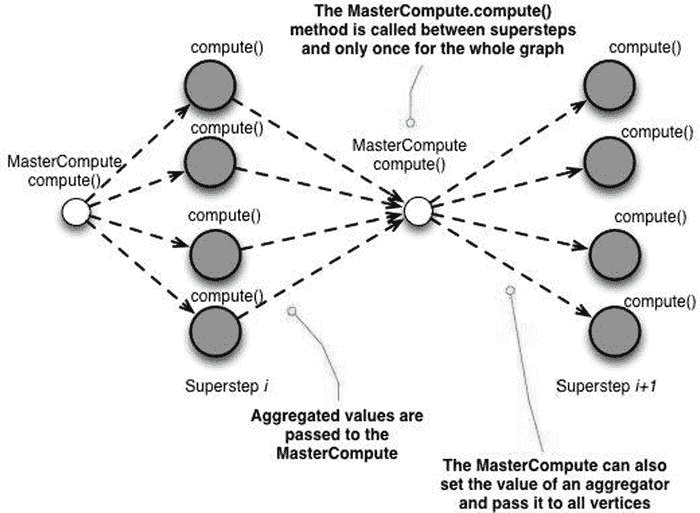 The MasterCompute.compute()
method is called between supersteps
and only once for the whole graph
compute()
compute()
compute()
compute()
MasterCompute
compute()
MasterCompute
compute()
compute()
compute()
compute()
compute()
Superstep i
Superstep i+1
Aggregated values are
passed to the
MasterCompute
The MasterCompute can also
set the value of an aggregator
and pass it to all vertices